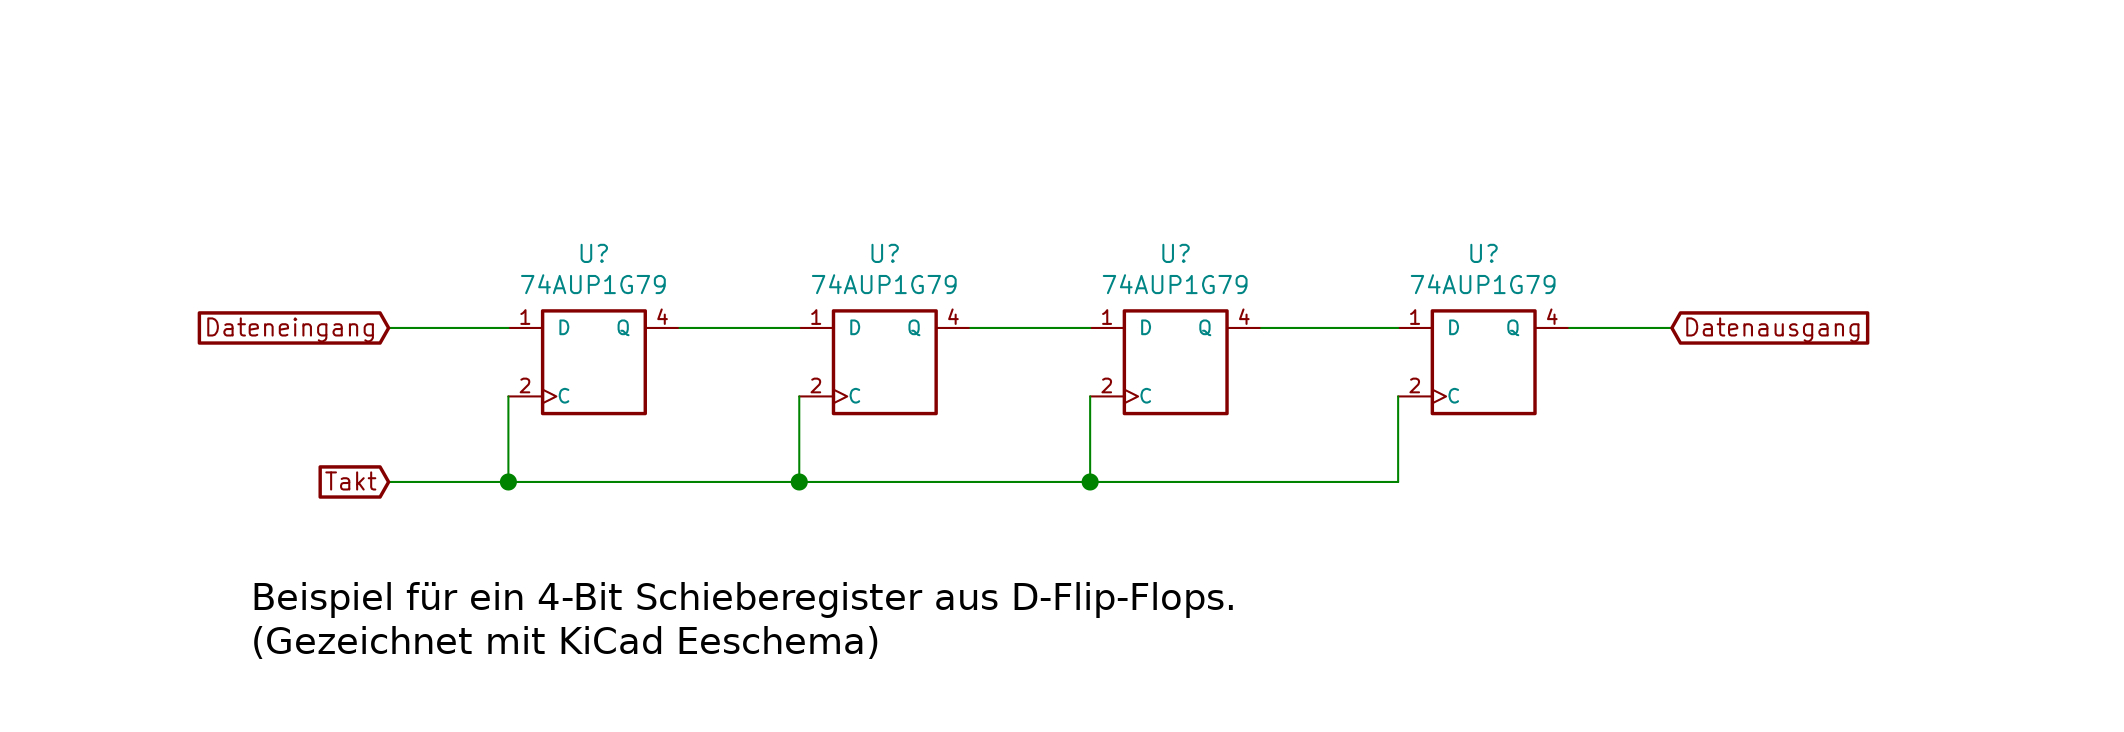 U? U? U? U?
74AUP1G79 74AUP1G79 74AUP1G79 74AUP1G79
Dateneingang 1 D Q 4 1 D Q 4 1 D Q 4 1 D Q 4 Datenausgang
2 C 2 C 2 C 2 C
Takt
Beispiel für ein 4-Bit Schieberegister aus D-Flip-Flops.
(Gezeichnet mit KiCad Eeschema)